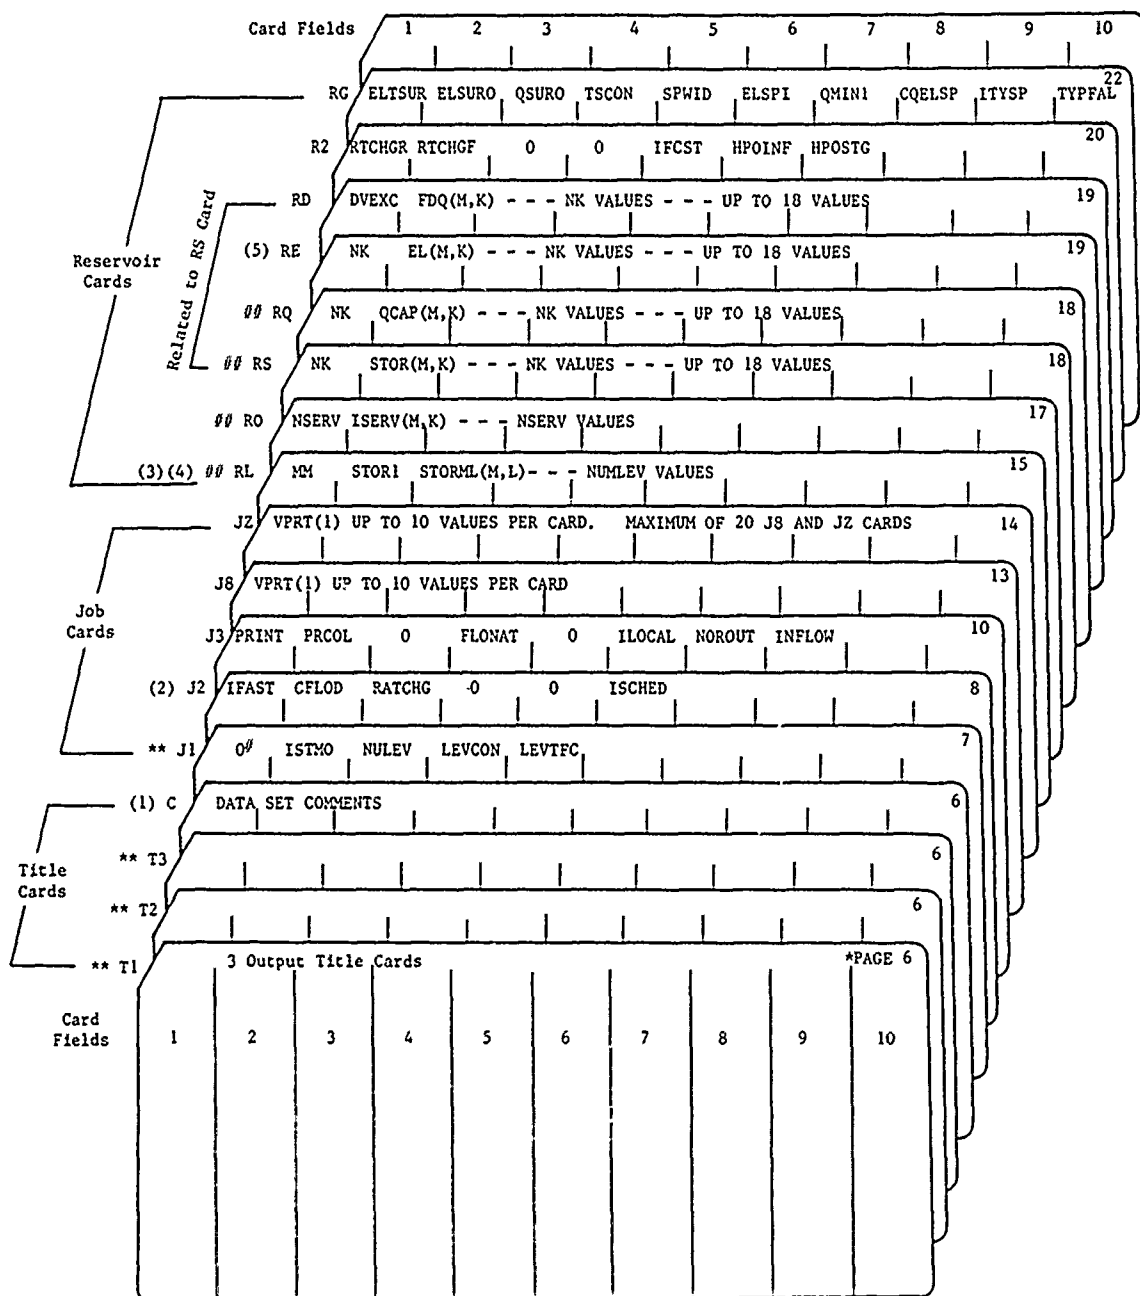 Card Fields 1 2 3 4 5 6 7 8 9 10
RG ELTSUR ELSURO QSURO TSCON SPWID ELSPI QMIN1 CQELSP ITYSP TYPFAL 22
R2 RTCHGR RTCHGF 0 0 IFCST HPOINF HPOSTG 20
RD DVEXC FDQ(M,K) - - - NK VALUES - - - UP TO 18 VALUES 19
(5) RE NK EL(M,K) - - - NK VALUES - - - UP TO 18 VALUES 19
Reservoir
Cards
Related to RS Card
00 RQ NK QCAP(M,K) - - - NK VALUES - - - UP TO 18 VALUES 18
00 RS NK STOR(M,K) - - - NK VALUES - - - UP TO 18 VALUES 18
00 RO NSERV ISERV(M,K) - - - NSERV VALUES 17
(3)(4) 00 RL MM STOR1 STORML(M,L)- - - NUMLEV VALUES 15
JZ VPRT(1) UP TO 10 VALUES PER CARD. MAXIMUM OF 20 J8 AND JZ CARDS 14
J8 VPRT(1) UP TO 10 VALUES PER CARD 13
Job
Cards
J3 PRINT PRCOL 0 FLONAT 0 ILOCAL NOROUT INFLOW 10
(2) J2 IFAST CFLOD RATCHG -0 0 ISCHED 8
** J1 00 ISTMO NULEV LEVCON LEVTFC 7
(1) C DATA SET COMMENTS 6
** T3 6
Title
Cards
** T2 6
** T1 3 Output Title Cards *PAGE 6
Card
Fields 1 2 3 4 5 6 7 8 9 10